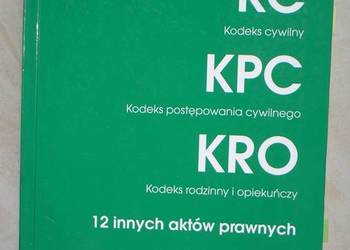 KC
Kodeks cywilny
KPC
Kodeks postępowania cywilnego
KRO
Kodeks rodzinny i opiekuńczy
12 innych aktów prawnych